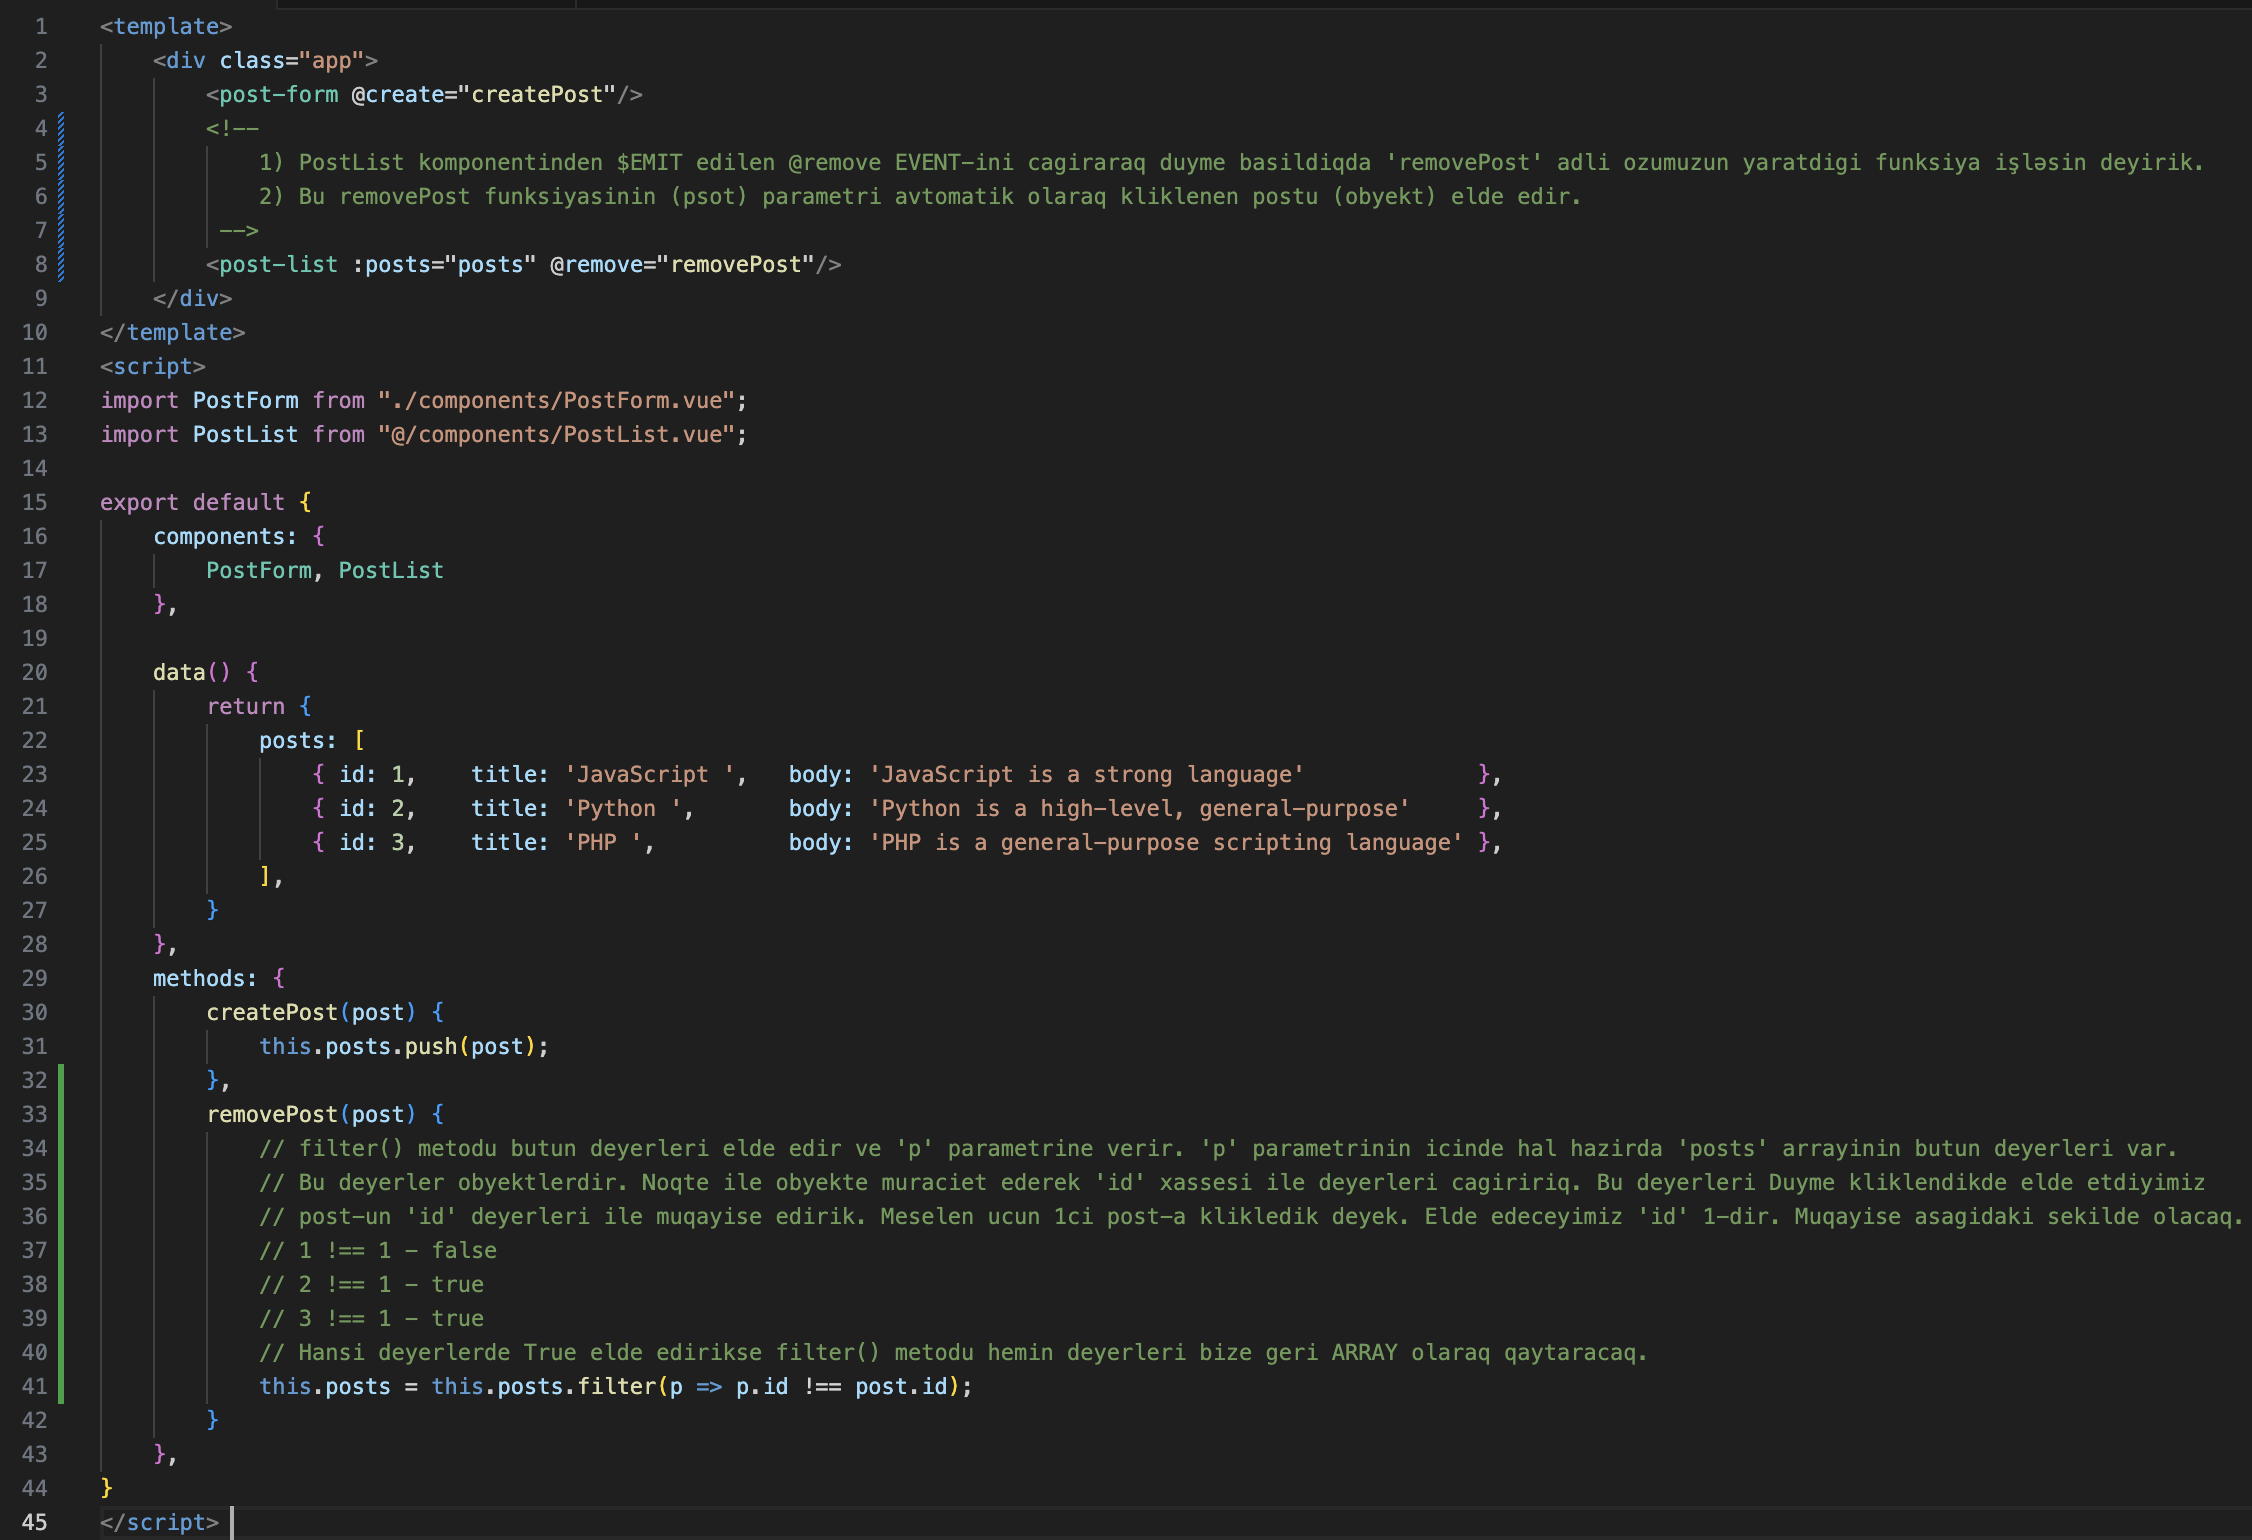 1 <template>
2 <div class="app">
3 <post-form @create="createPost"/>
4 <!--
5 1) PostList komponentinden $EMIT edilen @remove EVENT-ini cagiraraq duyme basildiqda 'removePost' adli ozumuzun yaratdigi funksiya işləsin deyirik.
6 2) Bu removePost funksiyasinin (psot) parametri avtomatik olaraq kliklenen postu (obyekt) elde edir.
7 -->
8 <post-list :posts="posts" @remove="removePost"/>
9 </div>
10 </template>
11 <script>
12 import PostForm from "./components/PostForm.vue";
13 import PostList from "@/components/PostList.vue";
14
15 export default {
16 components: {
17 PostForm, PostList
18 },
19
20 data() {
21 return {
22 posts: [
23 { id: 1, title: 'JavaScript ', body: 'JavaScript is a strong language' },
24 { id: 2, title: 'Python ', body: 'Python is a high-level, general-purpose' },
25 { id: 3, title: 'PHP ', body: 'PHP is a general-purpose scripting language' },
26 ],
27 }
28 },
29 methods: {
30 createPost(post) {
31 this.posts.push(post);
32 },
33 removePost(post) {
34 // filter() metodu butun deyerleri elde edir ve 'p' parametrine verir. 'p' parametrinin icinde hal hazirda 'posts' arrayinin butun deyerleri var.
35 // Bu deyerler obyektlerdir. Noqte ile obyekte muraciet ederek 'id' xassesi ile deyerleri cagiririq. Bu deyerleri Duyme kliklendikde elde etdiyimiz
36 // post-un 'id' deyerleri ile muqayise edirik. Meselen ucun 1ci post-a klikledik deyek. Elde edeceyimiz 'id' 1-dir. Muqayise asagidaki sekilde olacaq.
37 // 1 !== 1 - false
38 // 2 !== 1 - true
39 // 3 !== 1 - true
40 // Hansi deyerlerde True elde edirikse filter() metodu hemin deyerleri bize geri ARRAY olaraq qaytaracaq.
41 this.posts = this.posts.filter(p => p.id !== post.id);
42 }
43 },
44 }
45 </script>